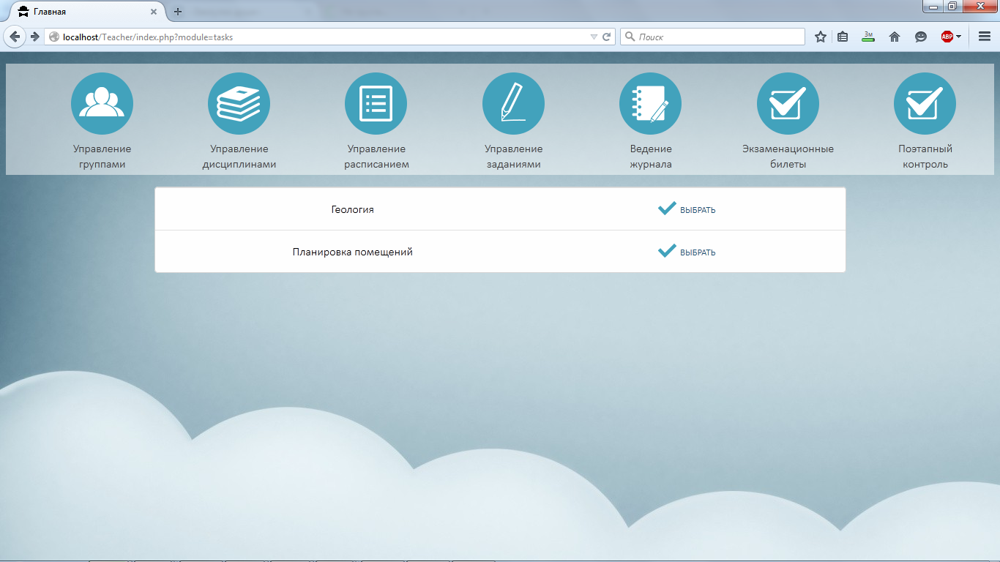 Главная
localhost/Teacher/index.php?module=tasks
Поиск
3м
ABP
Управление
группами
Управление
дисциплинами
Управление
расписанием
Управление
заданиями
Ведение
журнала
Экзаменационные
билеты
Поэтапный
контроль
Геология
ВЫБРАТЬ
Планировка помещений
ВЫБРАТЬ